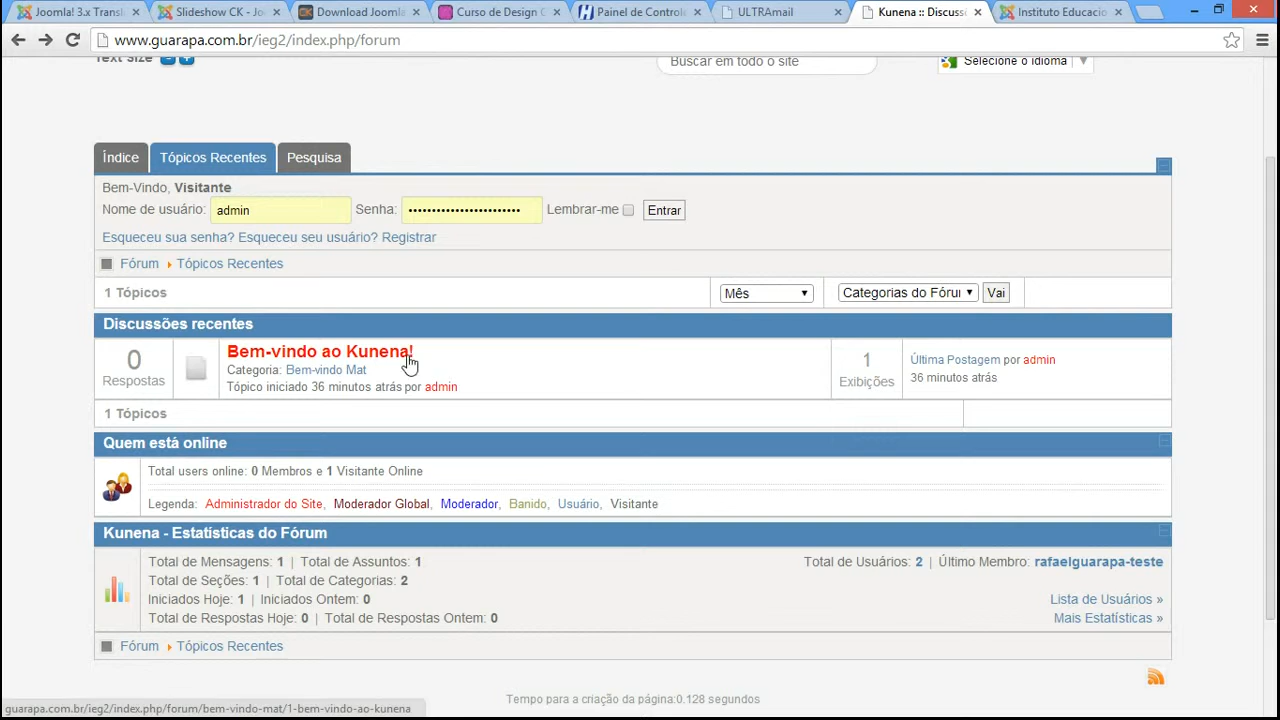 Joomla! 3.x Transl
Slideshow CK - Joo
Download Joomla
Curso de Design G
Painel de Controle
ULTRAmail
Kunena :: Discuss
Instituto Educacio
www.guarapa.com.br/ieg2/index.php/forum
Text size
Buscar em todo o site
Selecione o idioma
Índice
Tópicos Recentes
Pesquisa
Bem-Vindo, Visitante
Nome de usuário: admin Senha: •••••••••••••••••••••••• Lembrar-me Entrar
Esqueceu sua senha? Esqueceu seu usuário? Registrar
Fórum Tópicos Recentes
1 Tópicos Mês Categorias do Fóru Vai
Discussões recentes
0
Respostas
Bem-vindo ao Kunena!
Categoria: Bem-vindo Mat
Tópico iniciado 36 minutos atrás por admin
1
Exibições
Última Postagem por admin
36 minutos atrás
1 Tópicos
Quem está online
Total users online: 0 Membros e 1 Visitante Online
Legenda: Administrador do Site, Moderador Global, Moderador, Banido, Usuário, Visitante
Kunena - Estatísticas do Fórum
Total de Mensagens: 1 | Total de Assuntos: 1
Total de Seções: 1 | Total de Categorias: 2
Iniciados Hoje: 1 | Iniciados Ontem: 0
Total de Respostas Hoje: 0 | Total de Respostas Ontem: 0
Total de Usuários: 2 | Último Membro: rafaelguarapa-teste
Lista de Usuários »
Mais Estatísticas »
Fórum Tópicos Recentes
Tempo para a criação da página:0.128 segundos
guarapa.com.br/ieg2/index.php/forum/bem-vindo-mat/1-bem-vindo-ao-kunena